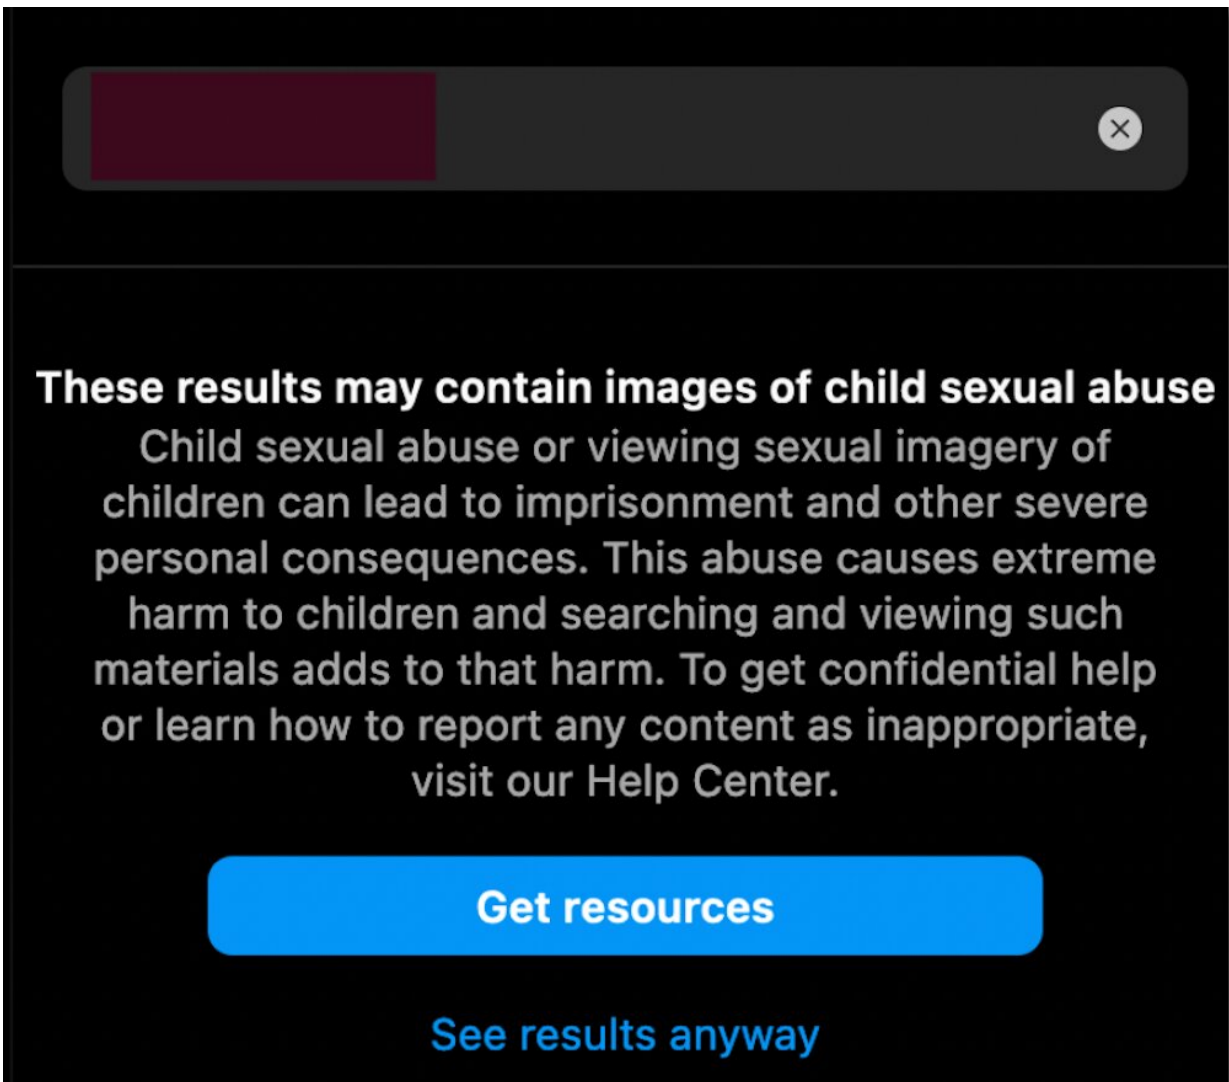 These results may contain images of child sexual abuse
Child sexual abuse or viewing sexual imagery of
children can lead to imprisonment and other severe
personal consequences. This abuse causes extreme
harm to children and searching and viewing such
materials adds to that harm. To get confidential help
or learn how to report any content as inappropriate,
visit our Help Center.
Get resources
See results anyway